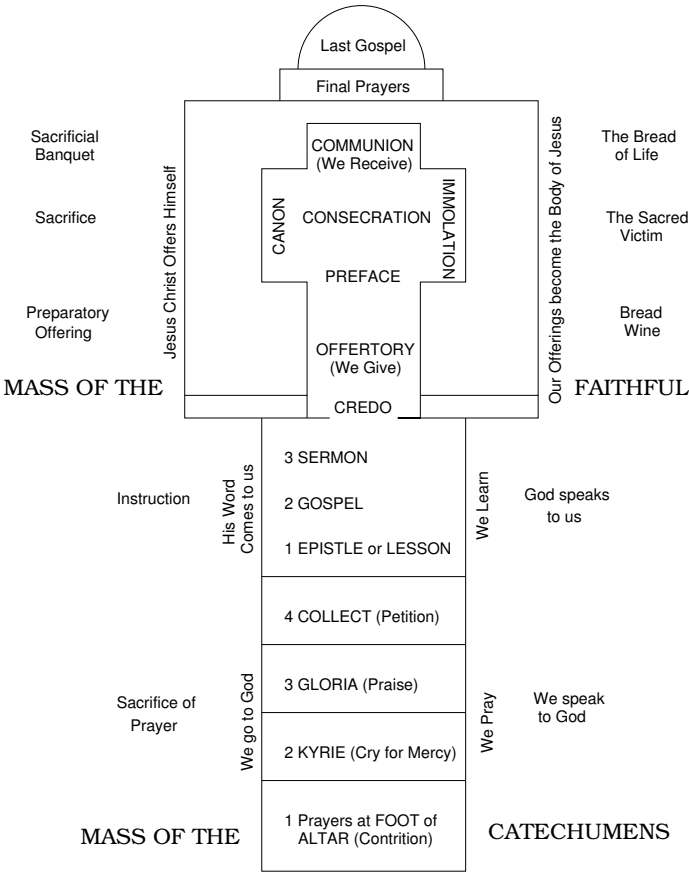 Last Gospel
Final Prayers
Sacrificial
Banquet
Sacrifice
Preparatory
Offering
Jesus Christ Offers Himself
COMMUNION
(We Receive)
CANON
CONSECRATION
IMMOLATION
PREFACE
OFFERTORY
(We Give)
CREDO
Our Offerings become the Body of Jesus
The Bread
of Life
The Sacred
Victim
Bread
Wine
MASS OF THE
FAITHFUL
Instruction
His Word
Comes to us
3 SERMON
2 GOSPEL
1 EPISTLE or LESSON
We Learn
God speaks
to us
4 COLLECT (Petition)
3 GLORIA (Praise)
2 KYRIE (Cry for Mercy)
1 Prayers at FOOT of
ALTAR (Contrition)
Sacrifice of
Prayer
We go to God
We Pray
We speak
to God
MASS OF THE
CATECHUMENS